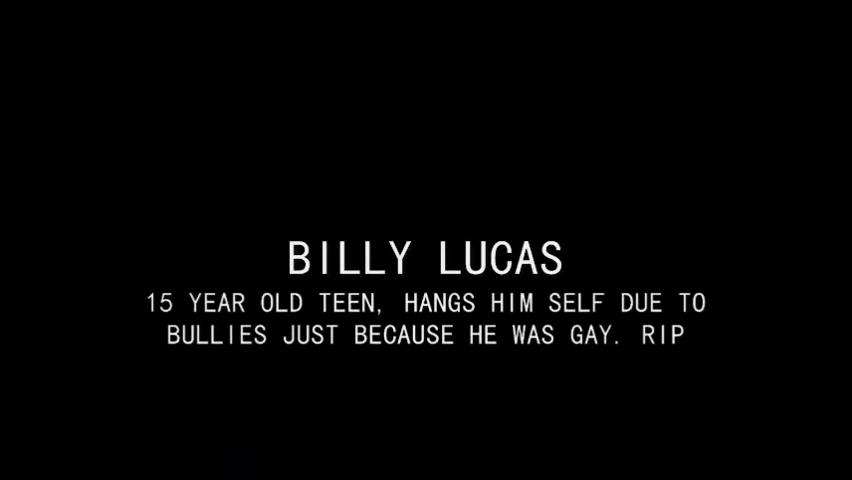 BILLY LUCAS
15 YEAR OLD TEEN, HANGS HIM SELF DUE TO
BULLIES JUST BECAUSE HE WAS GAY. RIP